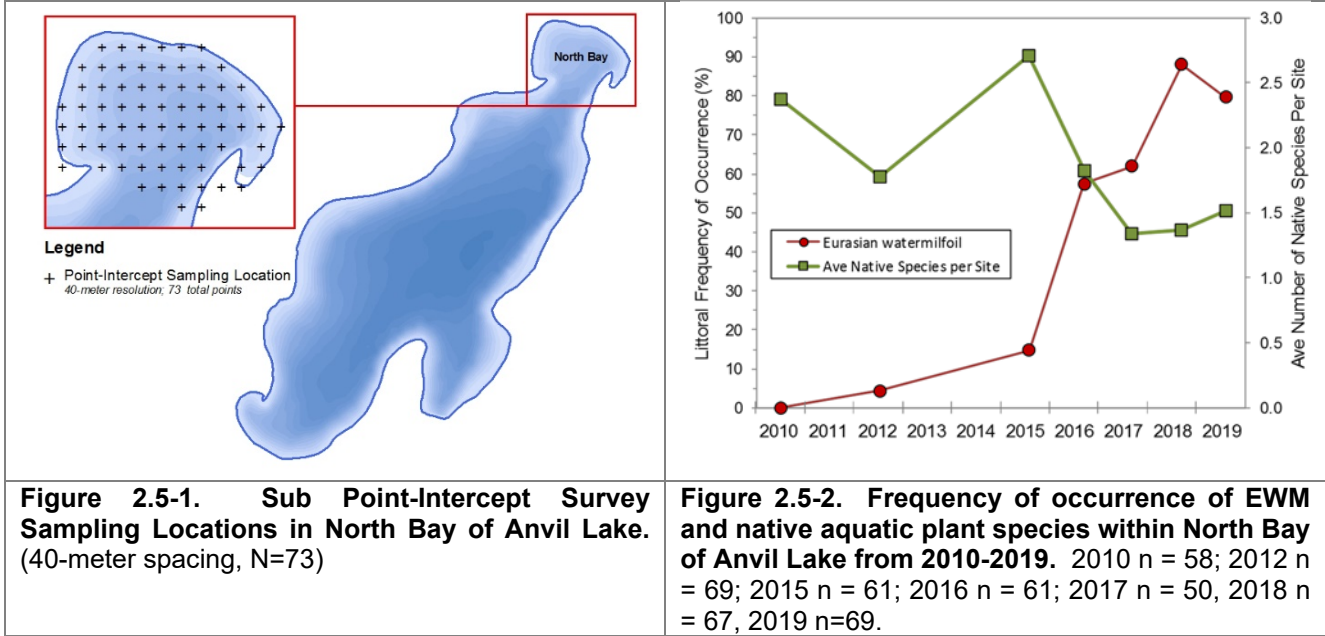 North Bay
Legend
+ Point-Intercept Sampling Location
40-meter resolution; 73 total points
Figure 2.5-1. Sub Point-Intercept Survey
Sampling Locations in North Bay of Anvil Lake.
(40-meter spacing, N=73)
Littoral Frequency of Occurrence (%)
100
90
80
70
60
50
40
30
20
10
0
Eurasian watermilfoil
Ave Native Species per Site
3.0
2.5
2.0
1.5
1.0
0.5
0.0
Ave Number of Native Species Per Site
2010 2011 2012 2013 2014 2015 2016 2017 2018 2019
Figure 2.5-2. Frequency of occurrence of EWM
and native aquatic plant species within North Bay
of Anvil Lake from 2010-2019. 2010 n = 58; 2012 n
= 69; 2015 n = 61; 2016 n = 61; 2017 n = 50, 2018 n
= 67, 2019 n=69.